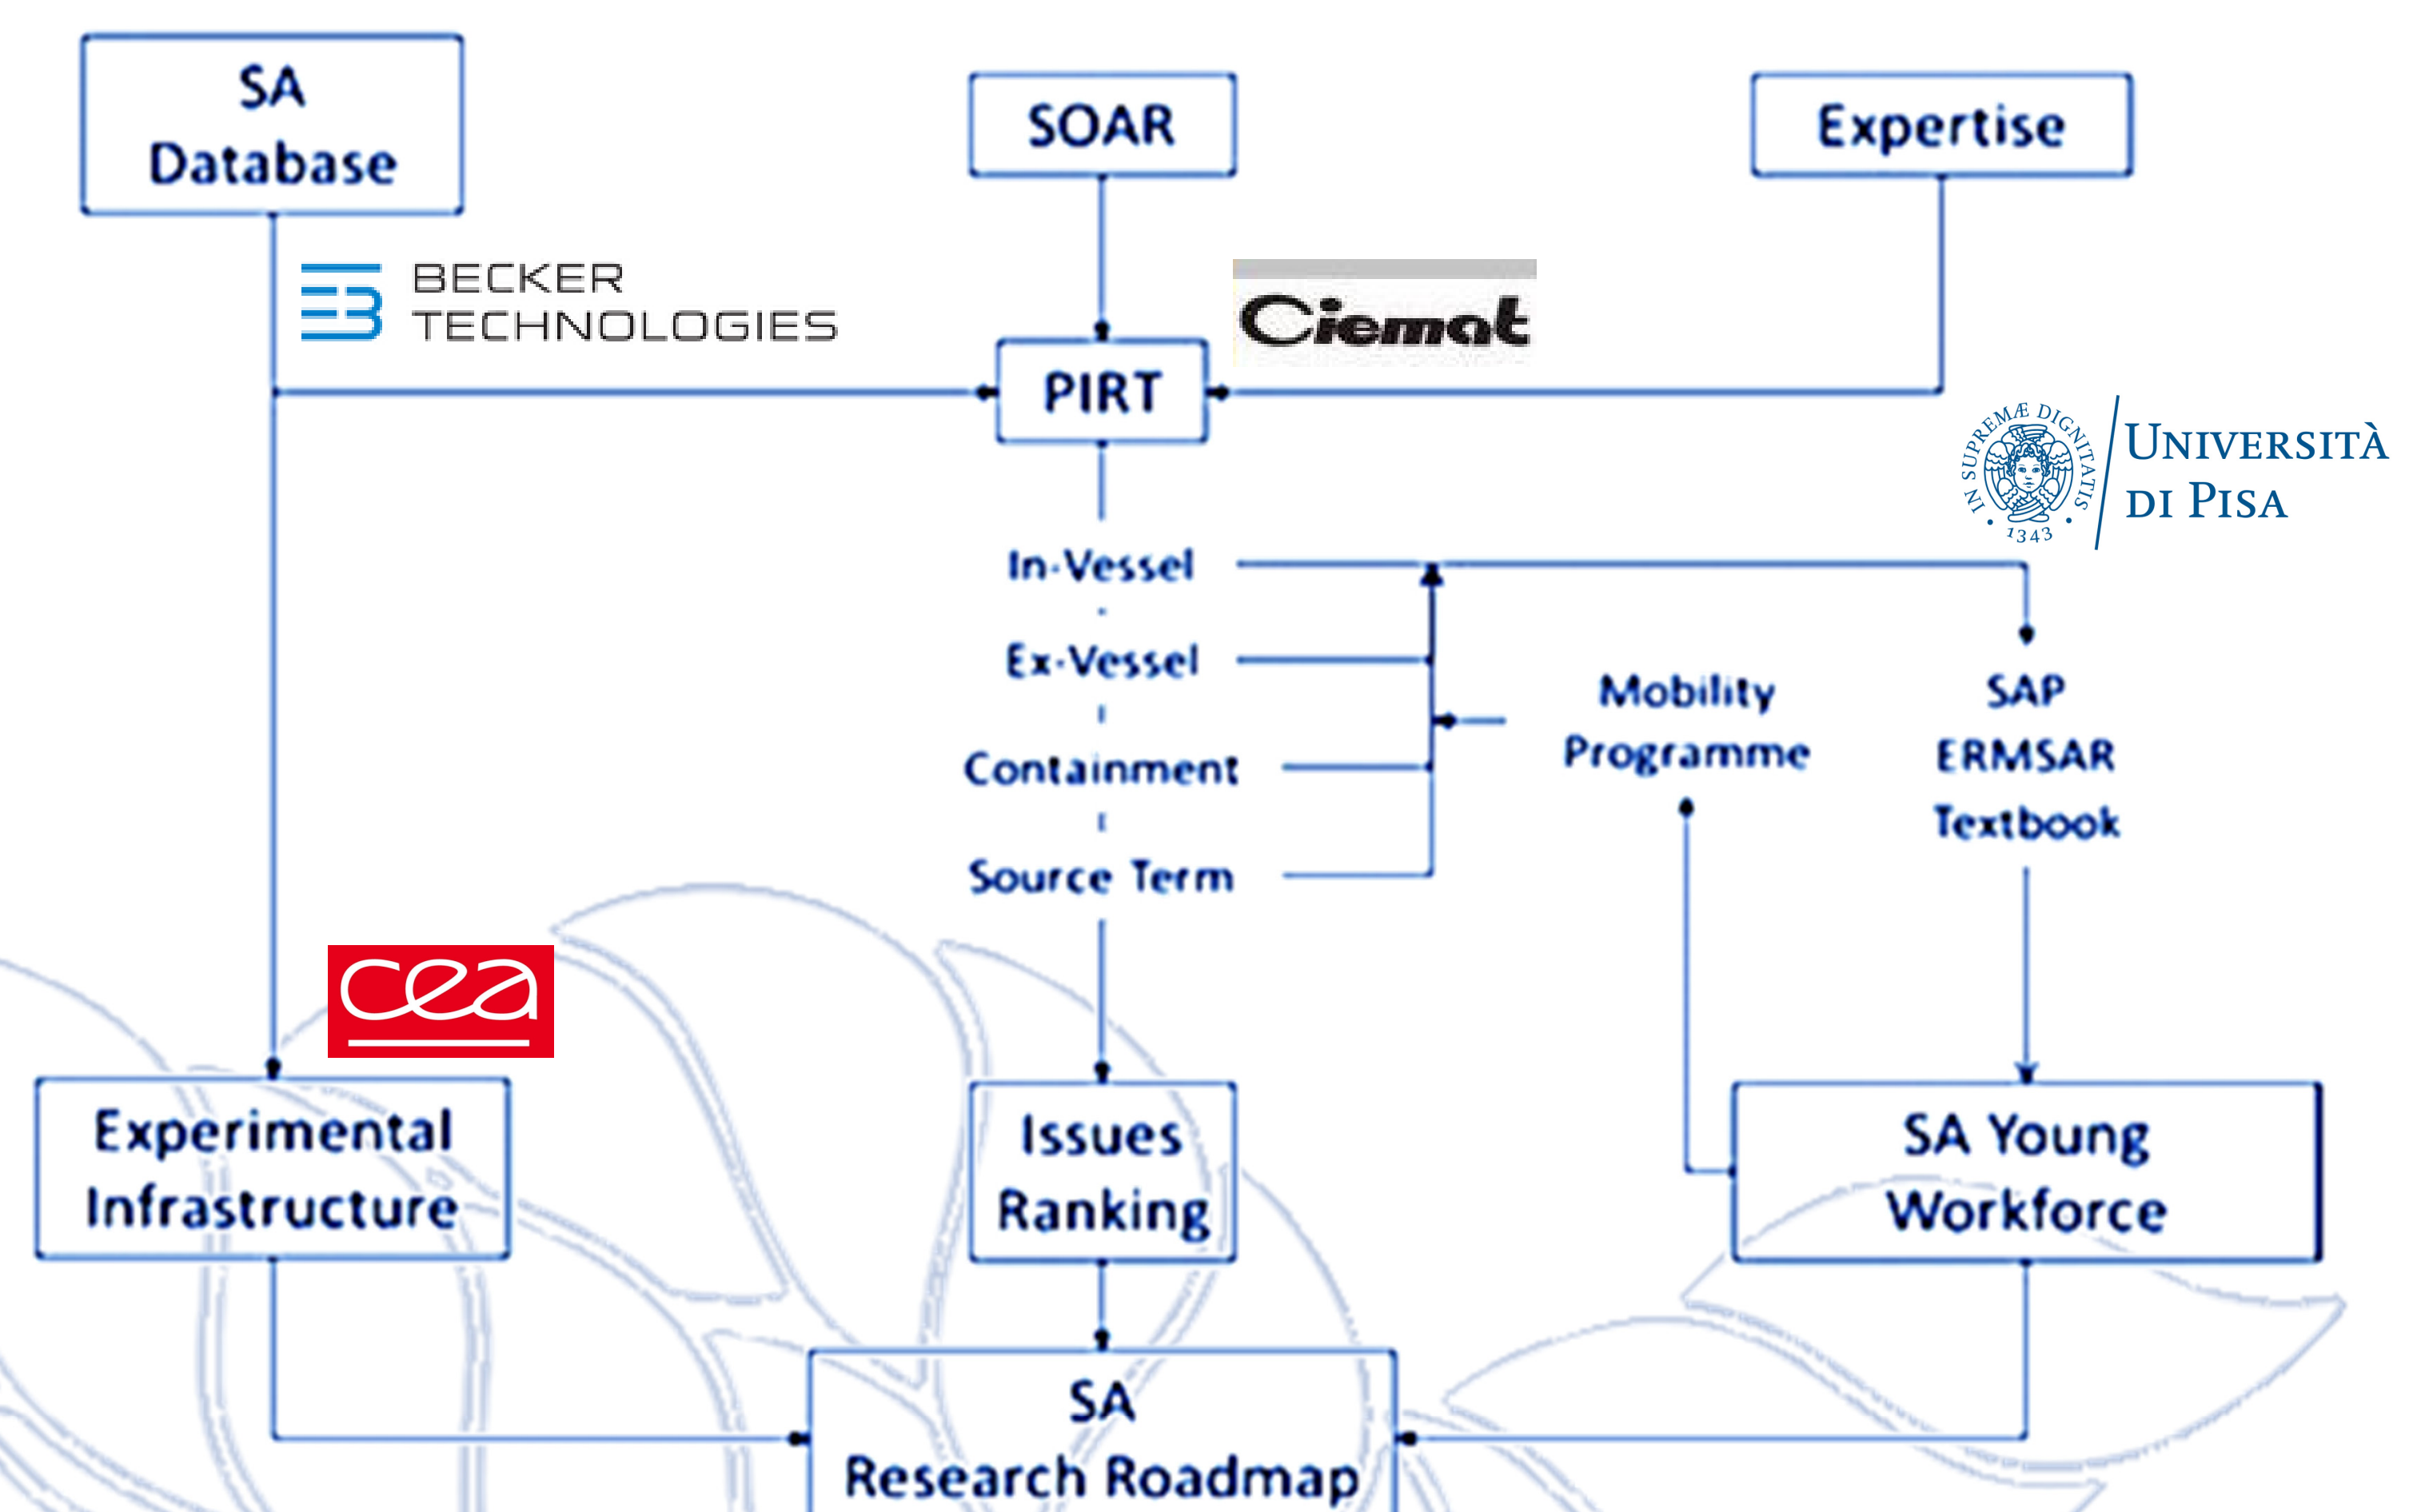 SA
Database
SOAR
Expertise
BECKER
TECHNOLOGIES
Ciemat
PIRT
IN SUPREMÆ DIGNITATIS
1343
UNIVERSITÀ
DI PISA
In-Vessel
Ex-Vessel
Containment
Source Term
Mobility
Programme
SAP
ERMSAR
Textbook
cea
Experimental
Infrastructure
Issues
Ranking
SA Young
Workforce
SA
Research Roadmap